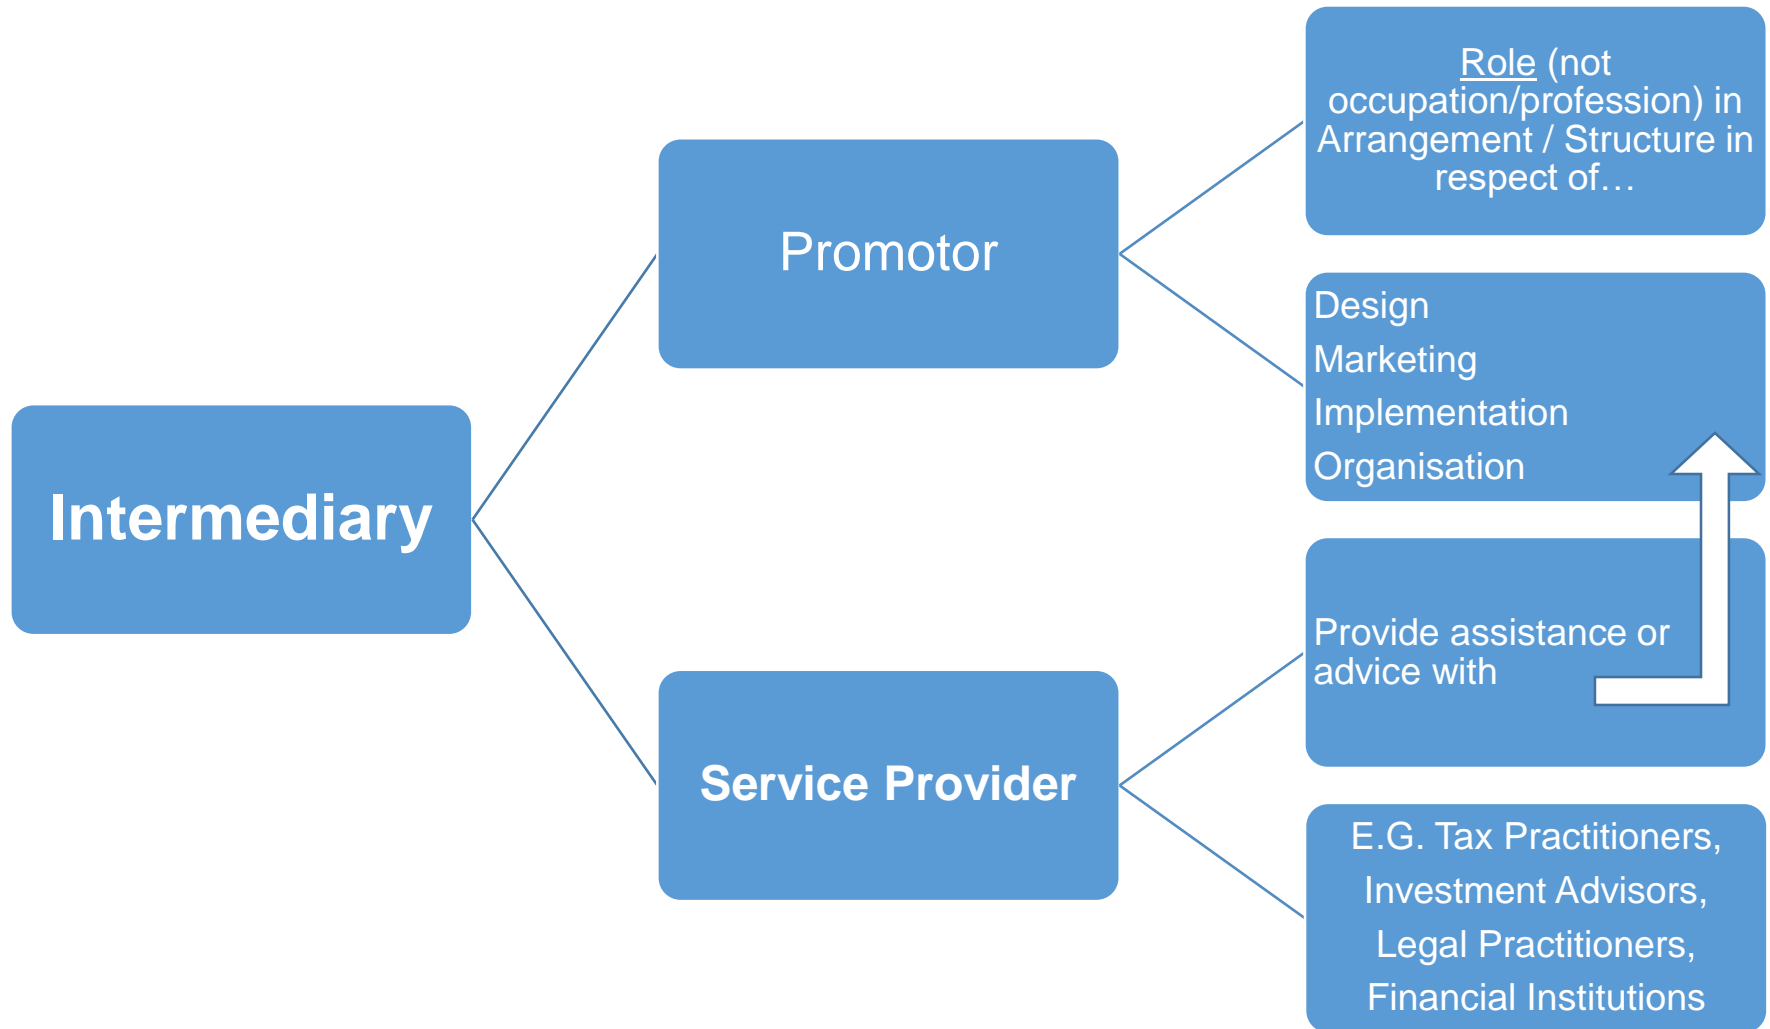 Intermediary
Promotor
Role (not
occupation/profession) in
Arrangement / Structure in
respect of…
Design
Marketing
Implementation
Organisation
Service Provider
Provide assistance or
advice with
E.G. Tax Practitioners,
Investment Advisors,
Legal Practitioners,
Financial Institutions